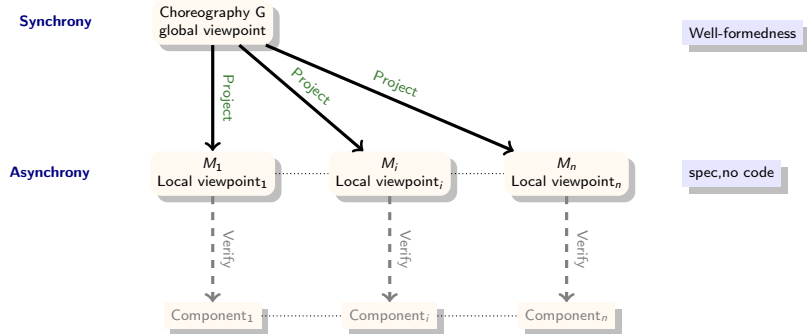 Synchrony
Choreography G
global viewpoint
Well-formedness
Project
Project
Project
Asynchrony
M₁
Local viewpoint₁
Mᵢ
Local viewpointᵢ
Mₙ
Local viewpointₙ
spec,no code
Verify
Verify
Verify
Component₁
Componentᵢ
Componentₙ